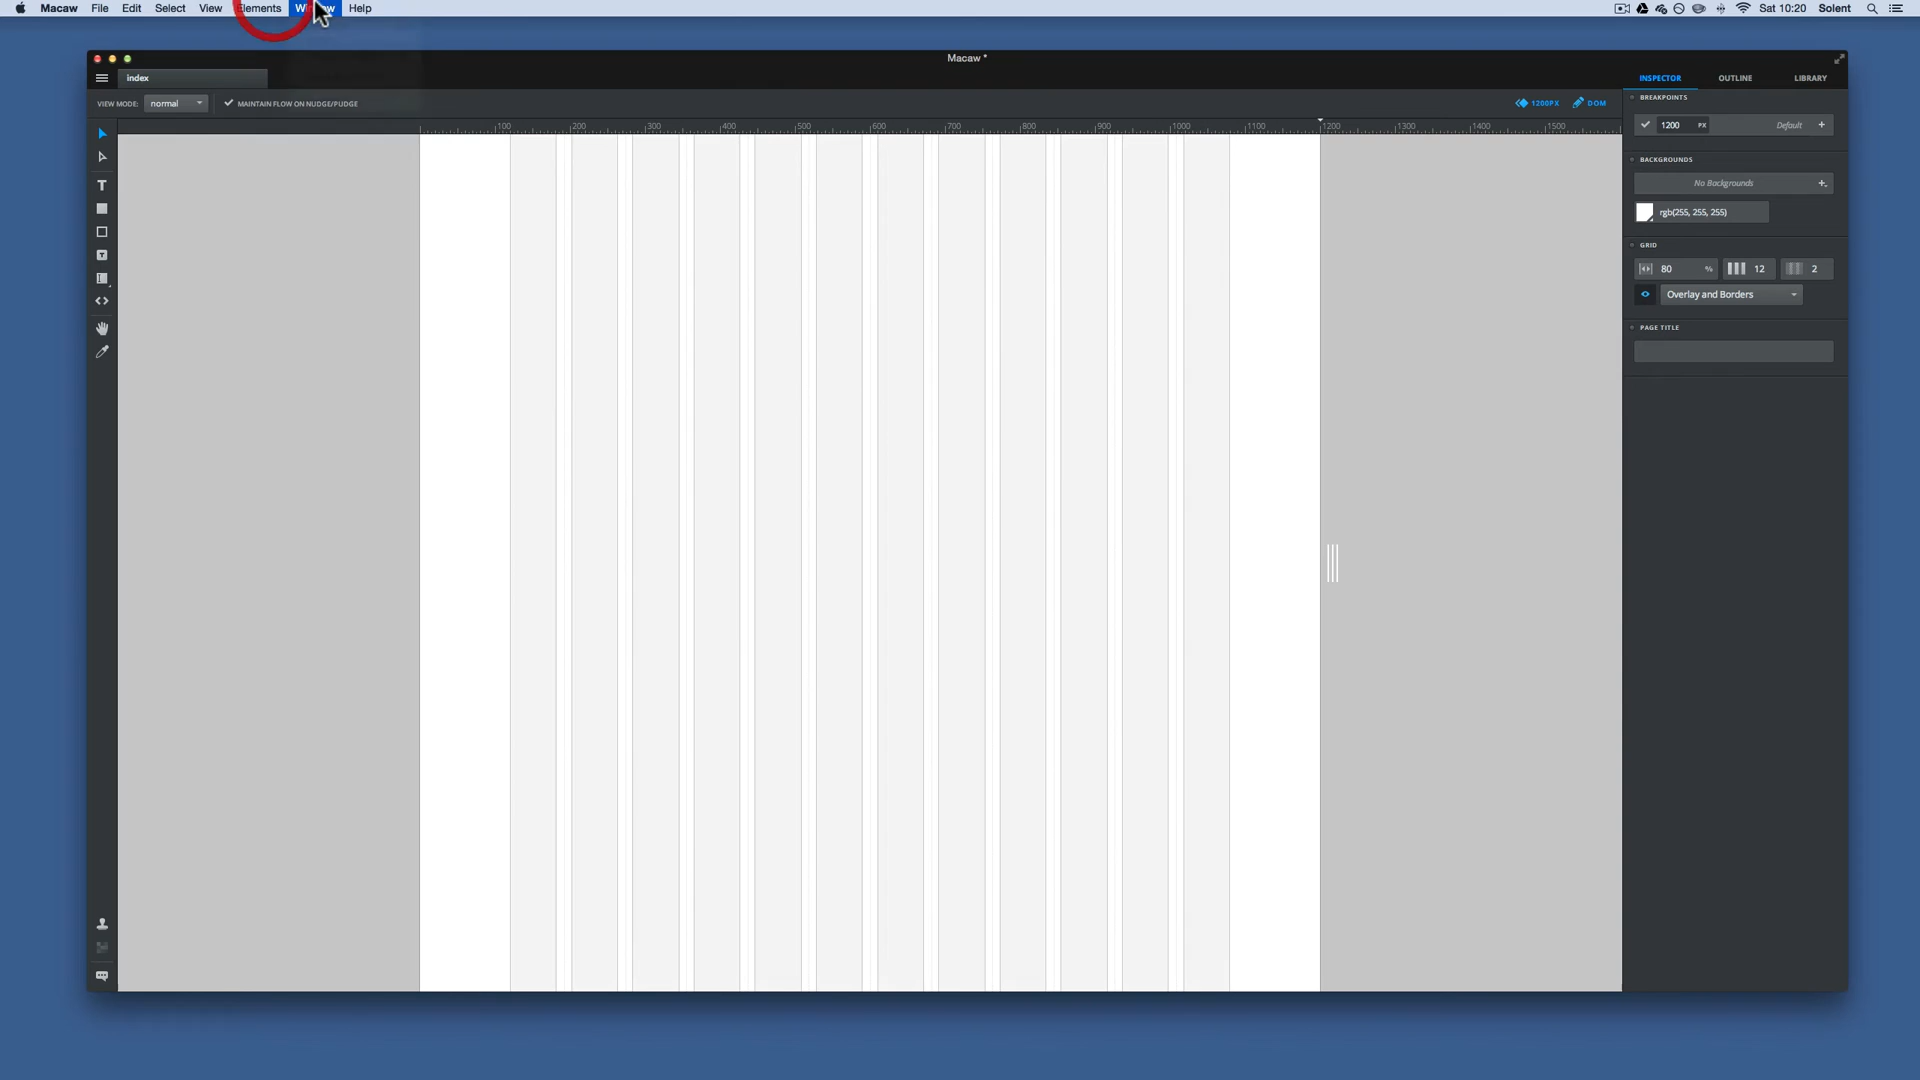 Macaw File Edit Select View Elements Window Help Sat 10:20 Solent
Macaw *
index
INSPECTOR OUTLINE LIBRARY
VIEW MODE: normal MAINTAIN FLOW ON NUDGE/PUDGE 1200PX DOM
100 200 300 400 500 600 700 800 900 1000 1100 1200 1300 1400 1500
BREAKPOINTS
1200 PX Default +
BACKGROUNDS
No Backgrounds +
rgb(255, 255, 255)
GRID
80 % 12 2
Overlay and Borders
PAGE TITLE